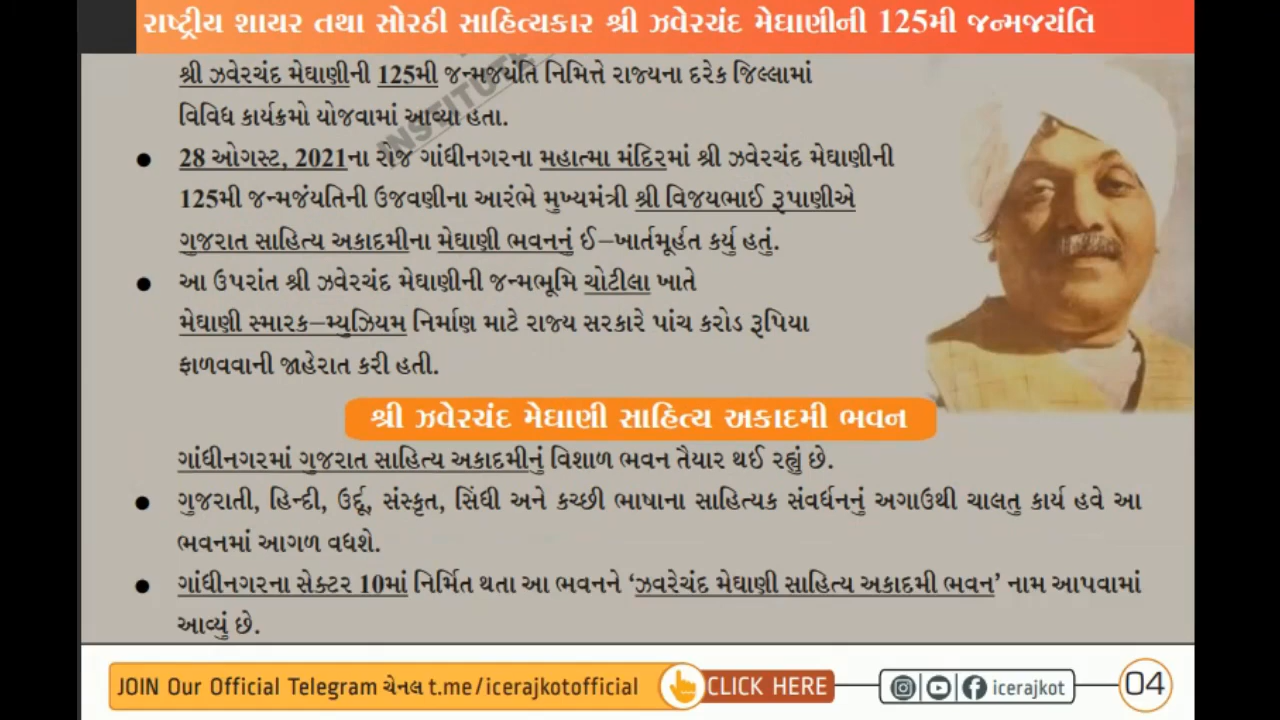 રાષ્ટ્રીય શાયર તથા સોરઠી સાહિત્યકાર શ્રી ઝવેરચંદ મેઘાણીની 125મી જન્મજયંતિ
શ્રી ઝવેરચંદ મેઘાણીની 125મી જન્મજયંતિ નિમિત્તે રાજ્યના દરેક જિલ્લામાં
વિવિધ કાર્યક્રમો યોજવામાં આવ્યા હતા.
INSTITUTE
● 28 ઓગસ્ટ, 2021ના રોજ ગાંધીનગરના મહાત્મા મંદિરમાં શ્રી ઝવેરચંદ મેઘાણીની
125મી જન્મજંયતિની ઉજવણીના આરંભે મુખ્યમંત્રી શ્રી વિજયભાઈ રૂપાણીએ
ગુજરાત સાહિત્ય અકાદમીના મેઘાણી ભવનનું ઈ–ખાર્તમૂર્હત કર્યુ હતું.
● આ ઉપરાંત શ્રી ઝવેરચંદ મેઘાણીની જન્મભૂમિ ચોટીલા ખાતે
મેઘાણી સ્મારક–મ્યુઝિયમ નિર્માણ માટે રાજ્ય સરકારે પાંચ કરોડ રૂપિયા
ફાળવવાની જાહેરાત કરી હતી.
શ્રી ઝવેરચંદ મેઘાણી સાહિત્ય અકાદમી ભવન
ગાંધીનગરમાં ગુજરાત સાહિત્ય અકાદમીનું વિશાળ ભવન તૈયાર થઈ રહ્યું છે.
● ગુજરાતી, હિન્દી, ઉર્દૂ, સંસ્કૃત, સિંધી અને કચ્છી ભાષાના સાહિત્યક સંવર્ધનનું અગાઉથી ચાલતુ કાર્ય હવે આ
ભવનમાં આગળ વધશે.
● ગાંધીનગરના સેક્ટર 10માં નિર્મિત થતા આ ભવનને ‘ઝવરેચંદ મેઘાણી સાહિત્ય અકાદમી ભવન’ નામ આપવામાં
આવ્યું છે.
JOIN Our Official Telegram ચેનલ t.me/icerajkotofficial CLICK HERE icerajkot 04